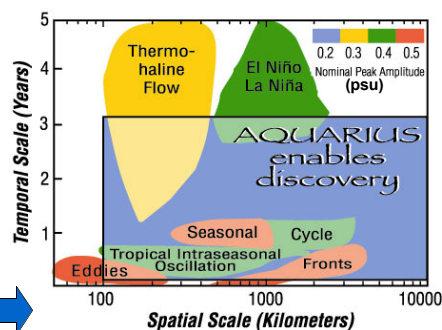 5
4
3
2
1
Temporal Scale (Years)
Thermo-
haline
Flow
El Niño
La Niña
0.2 0.3 0.4 0.5
Nominal Peak Amplitude
(psu)
AQUARIUS
enables
discovery
Seasonal Cycle
Tropical Intraseasonal
Oscillation
Eddies
Fronts
100 1000 10000
Spatial Scale (Kilometers)